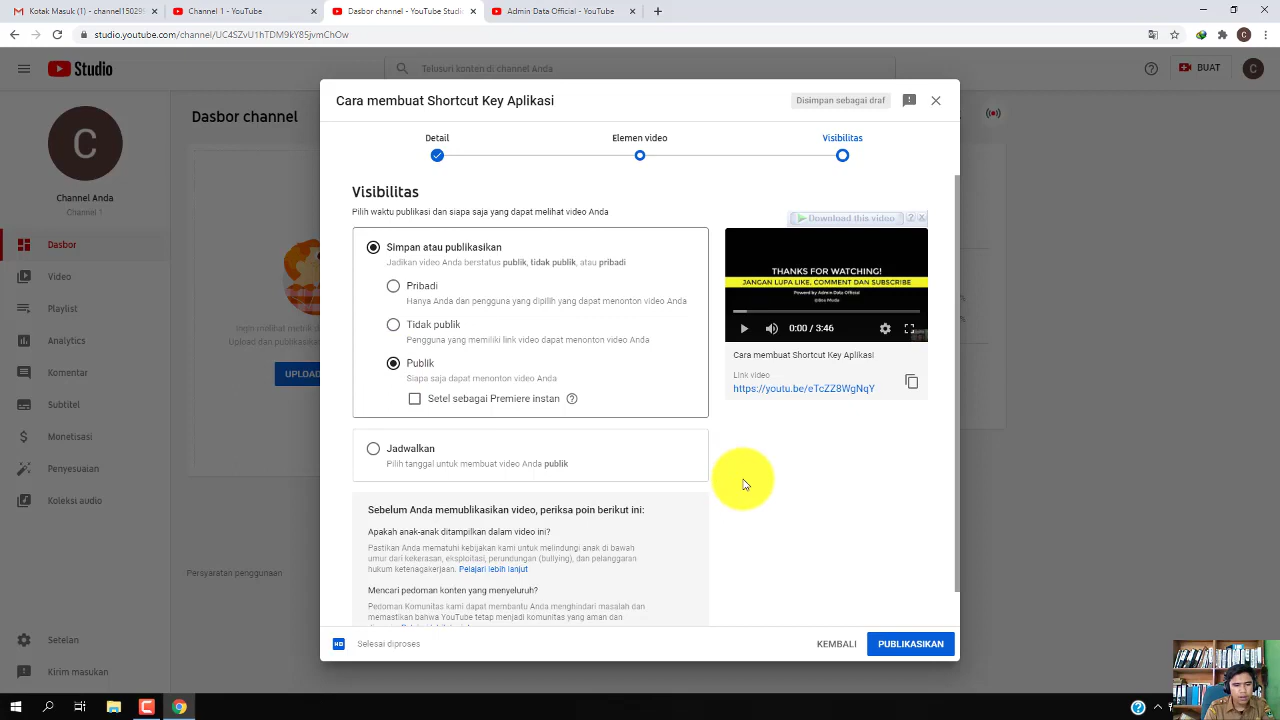 Kotak Masuk (1) - channel15029
Channel 1 - YouTube
Dasbor channel - YouTube Studio
Admin Data Official - YouTube
studio.youtube.com/channel/UC4SZvU1hTDM9kY85jvmChOw
Studio
Telusuri konten di channel Anda
BUAT
C
Dasbor channel
C
Channel Anda
Channel 1
Dasbor
Video
Playlist
Analytics
Komentar
Subtitel
Monetisasi
Penyesuaian
Koleksi audio
Setelan
Kirim masukan
Ingin melihat metrik d
Upload dan publikasikan
UPLOAD
Persyaratan penggunaan
Cara membuat Shortcut Key Aplikasi
Disimpan sebagai draf
Detail
Elemen video
Visibilitas
Visibilitas
Pilih waktu publikasi dan siapa saja yang dapat melihat video Anda
Simpan atau publikasikan
Jadikan video Anda berstatus publik, tidak publik, atau pribadi
Pribadi
Hanya Anda dan pengguna yang dipilih yang dapat menonton video Anda
Tidak publik
Pengguna yang memiliki link video dapat menonton video Anda
Publik
Siapa saja dapat menonton video Anda
Setel sebagai Premiere instan
Jadwalkan
Pilih tanggal untuk membuat video Anda publik
Sebelum Anda memublikasikan video, periksa poin berikut ini:
Apakah anak-anak ditampilkan dalam video ini?
Pastikan Anda mematuhi kebijakan kami untuk melindungi anak di bawah
umur dari kekerasan, eksploitasi, perundungan (bullying), dan pelanggaran
hukum ketenagakerjaan. Pelajari lebih lanjut
Mencari pedoman konten yang menyeluruh?
Pedoman Komunitas kami dapat membantu Anda menghindari masalah dan
memastikan bahwa YouTube tetap menjadi komunitas yang aman dan
Download this video
THANKS FOR WATCHING!
JANGAN LUPA LIKE, COMMENT DAN SUBSCRIBE
Powered by Admin Data Official
0:00 / 3:46
Cara membuat Shortcut Key Aplikasi
Link video
https://youtu.be/eTcZZ8WgNqY
HD
Selesai diproses
KEMBALI
PUBLIKASIKAN